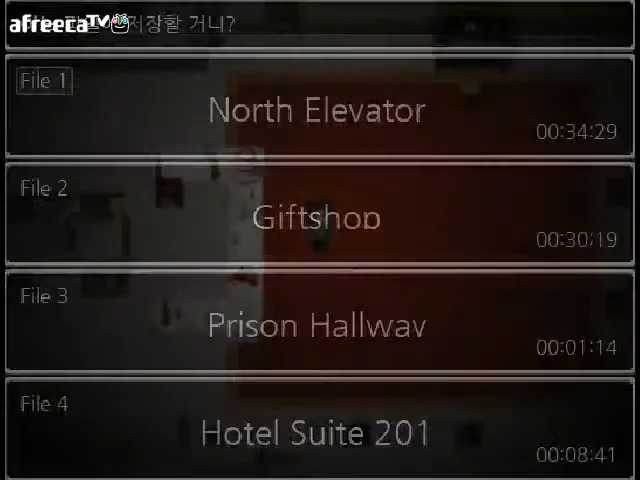 afreecaTV
저장할 거니?
File 1
North Elevator
00:34:29
File 2
Giftshop
00:30:19
File 3
Prison Hallway
00:01:14
File 4
Hotel Suite 201
00:08:41